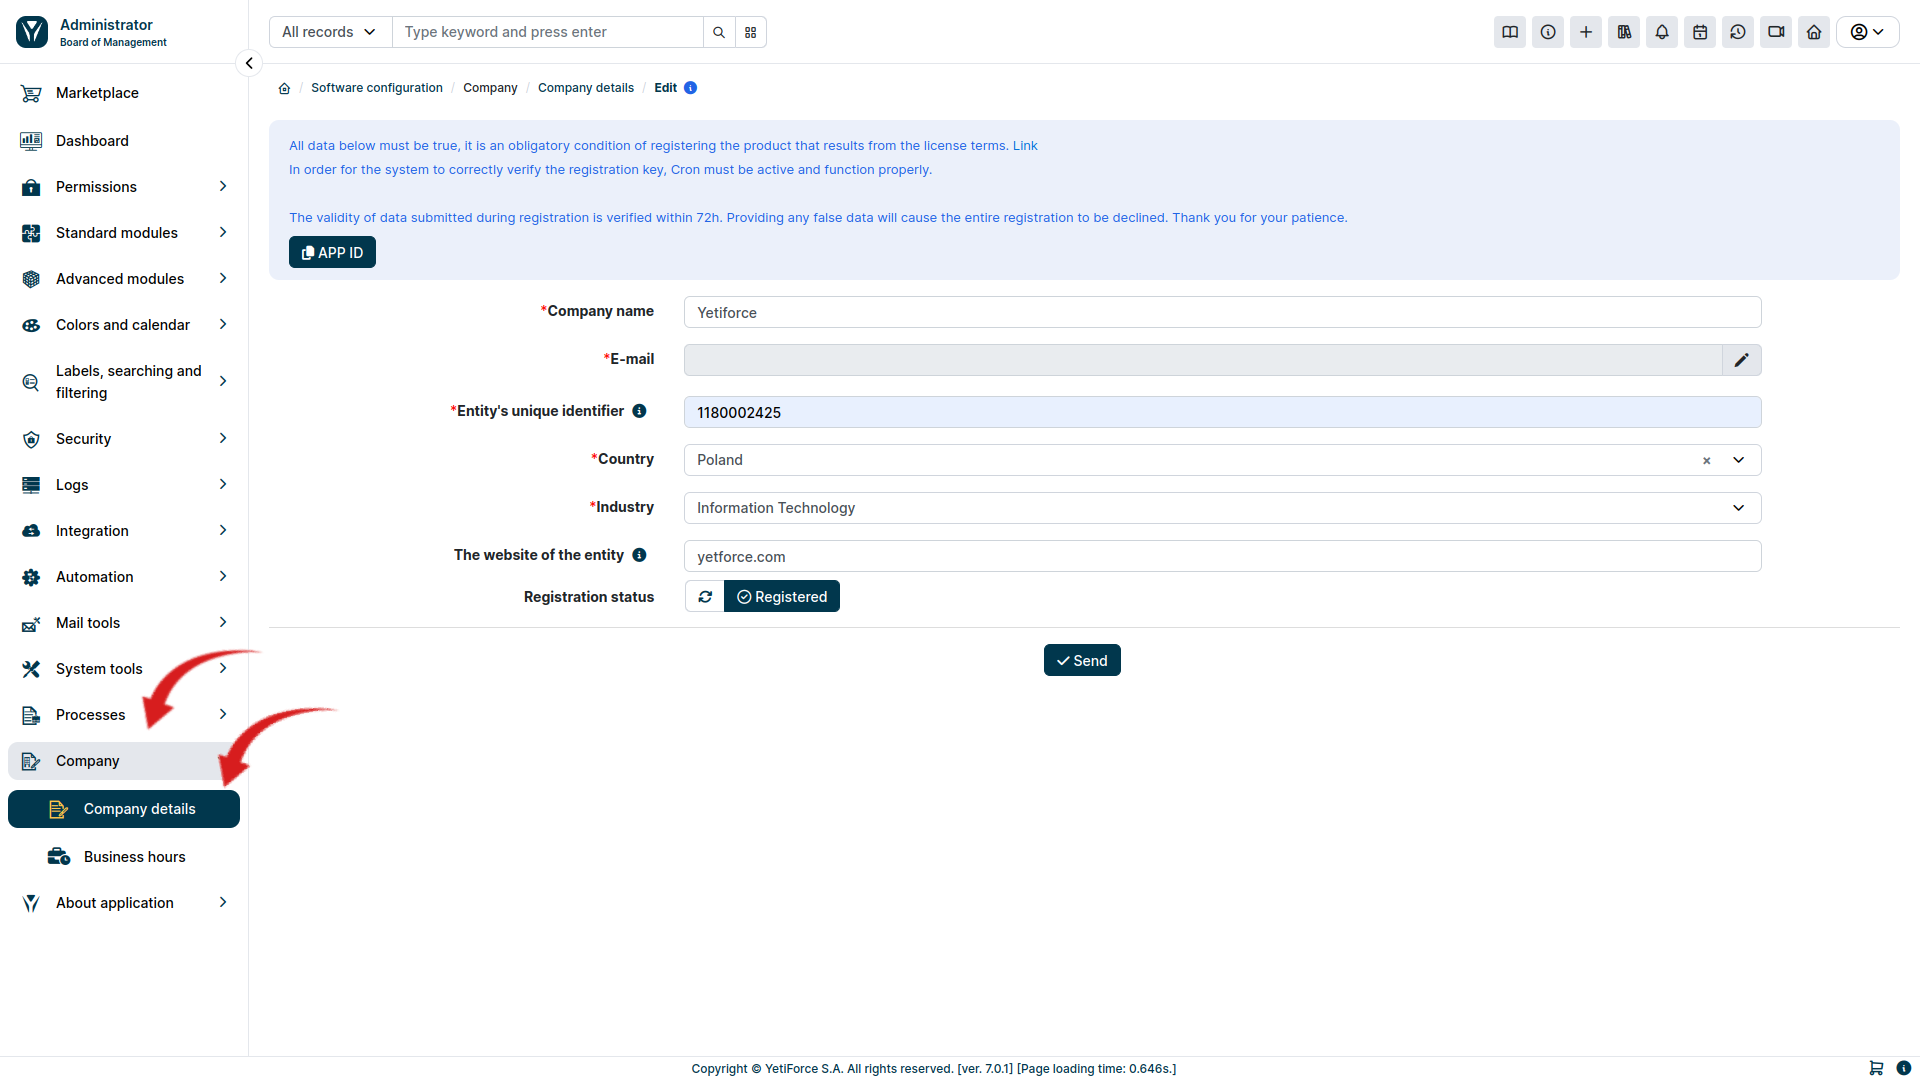 Administrator
Board of Management
All records
Type keyword and press enter
Marketplace
Dashboard
Permissions
Standard modules
Advanced modules
Colors and calendar
Labels, searching and
filtering
Security
Logs
Integration
Automation
Mail tools
System tools
Processes
Company
Company details
Business hours
About application
/ Software configuration / Company / Company details / Edit
All data below must be true, it is an obligatory condition of registering the product that results from the license terms. Link
In order for the system to correctly verify the registration key, Cron must be active and function properly.
The validity of data submitted during registration is verified within 72h. Providing any false data will cause the entire registration to be declined. Thank you for your patience.
APP ID
*Company name Yetiforce
*E-mail
*Entity's unique identifier 1180002425
*Country Poland ×
*Industry Information Technology
The website of the entity yetforce.com
Registration status Registered
Send
Copyright © YetiForce S.A. All rights reserved. [ver. 7.0.1] [Page loading time: 0.646s.]